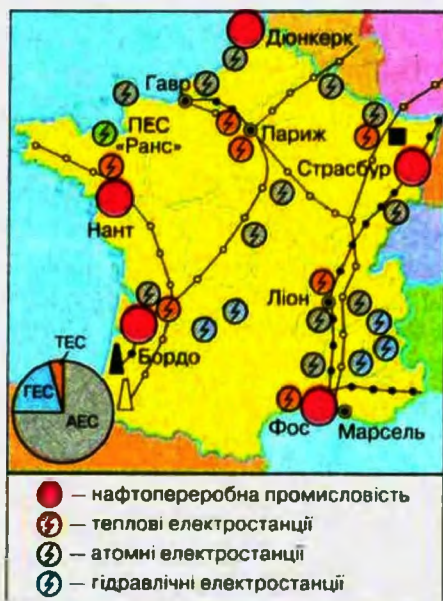 Дюнкерк
Гавр
ПЕС
«Ранс»
Париж
Страсбур
Нант
Ліон
Бордо
ТЕС
ГЕС
АЕС
Фос
Марсель
– нафтопереробна промисловість
– теплові електростанції
– атомні електростанції
– гідравлічні електростанції